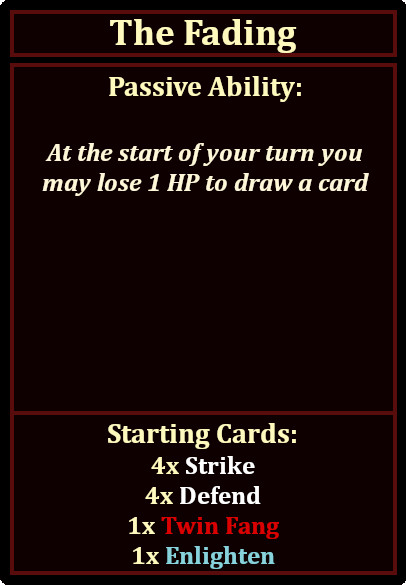 The Fading
Passive Ability:
At the start of your turn you
may lose 1 HP to draw a card
Starting Cards:
4x Strike
4x Defend
1x Twin Fang
1x Enlighten